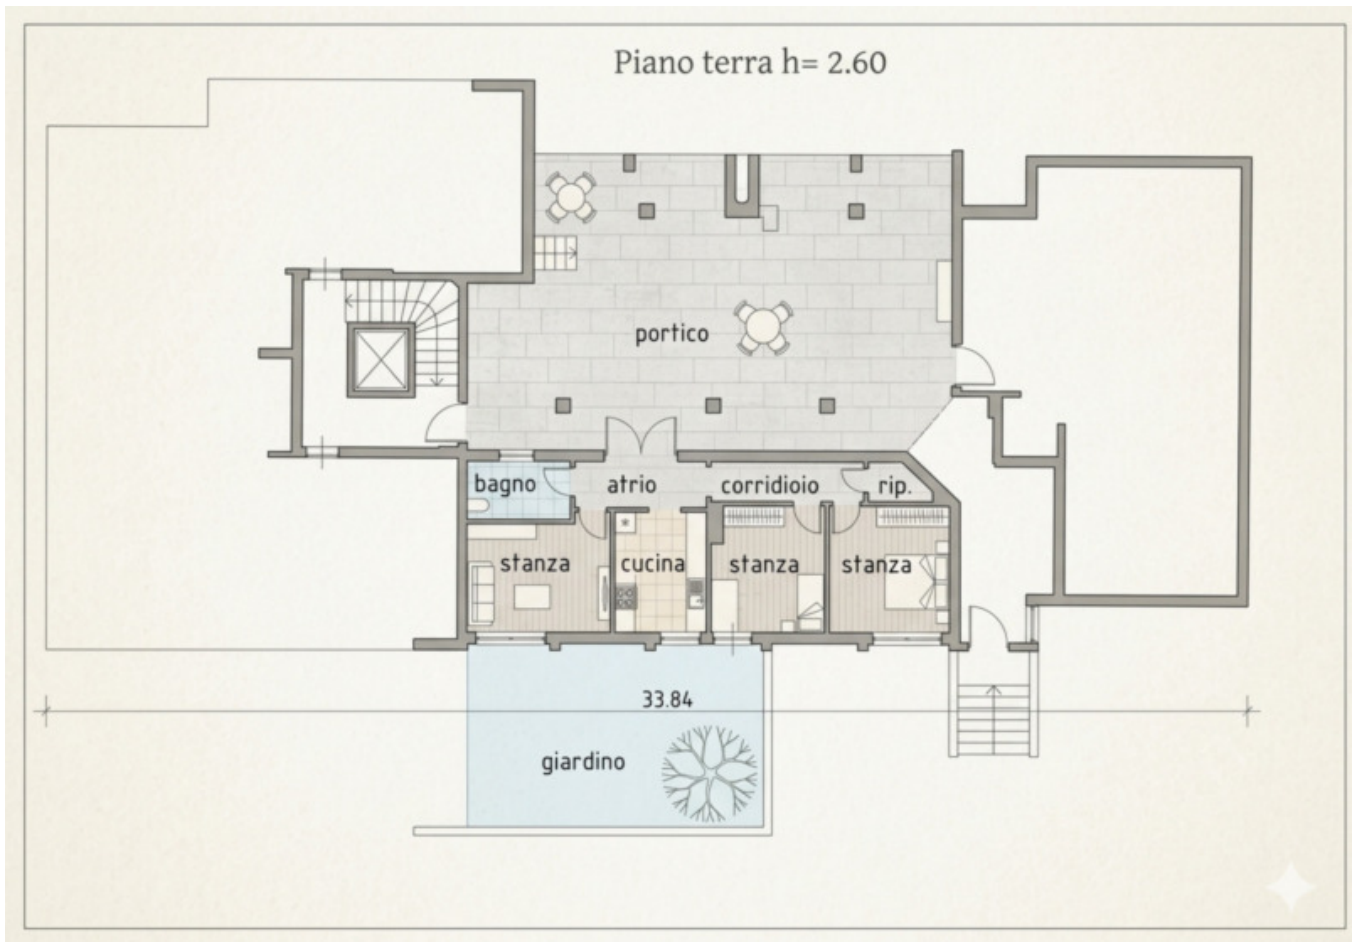 Piano terra h= 2.60
portico
bagno
atrio
corridioio
rip.
stanza
cucina
stanza
stanza
33.84
giardino